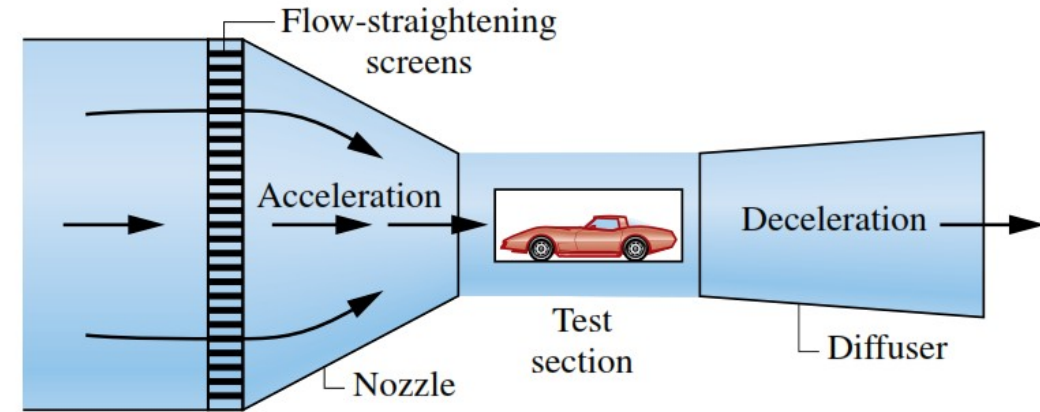 Flow-straightening
screens
Acceleration
Deceleration
Test
section
Diffuser
Nozzle